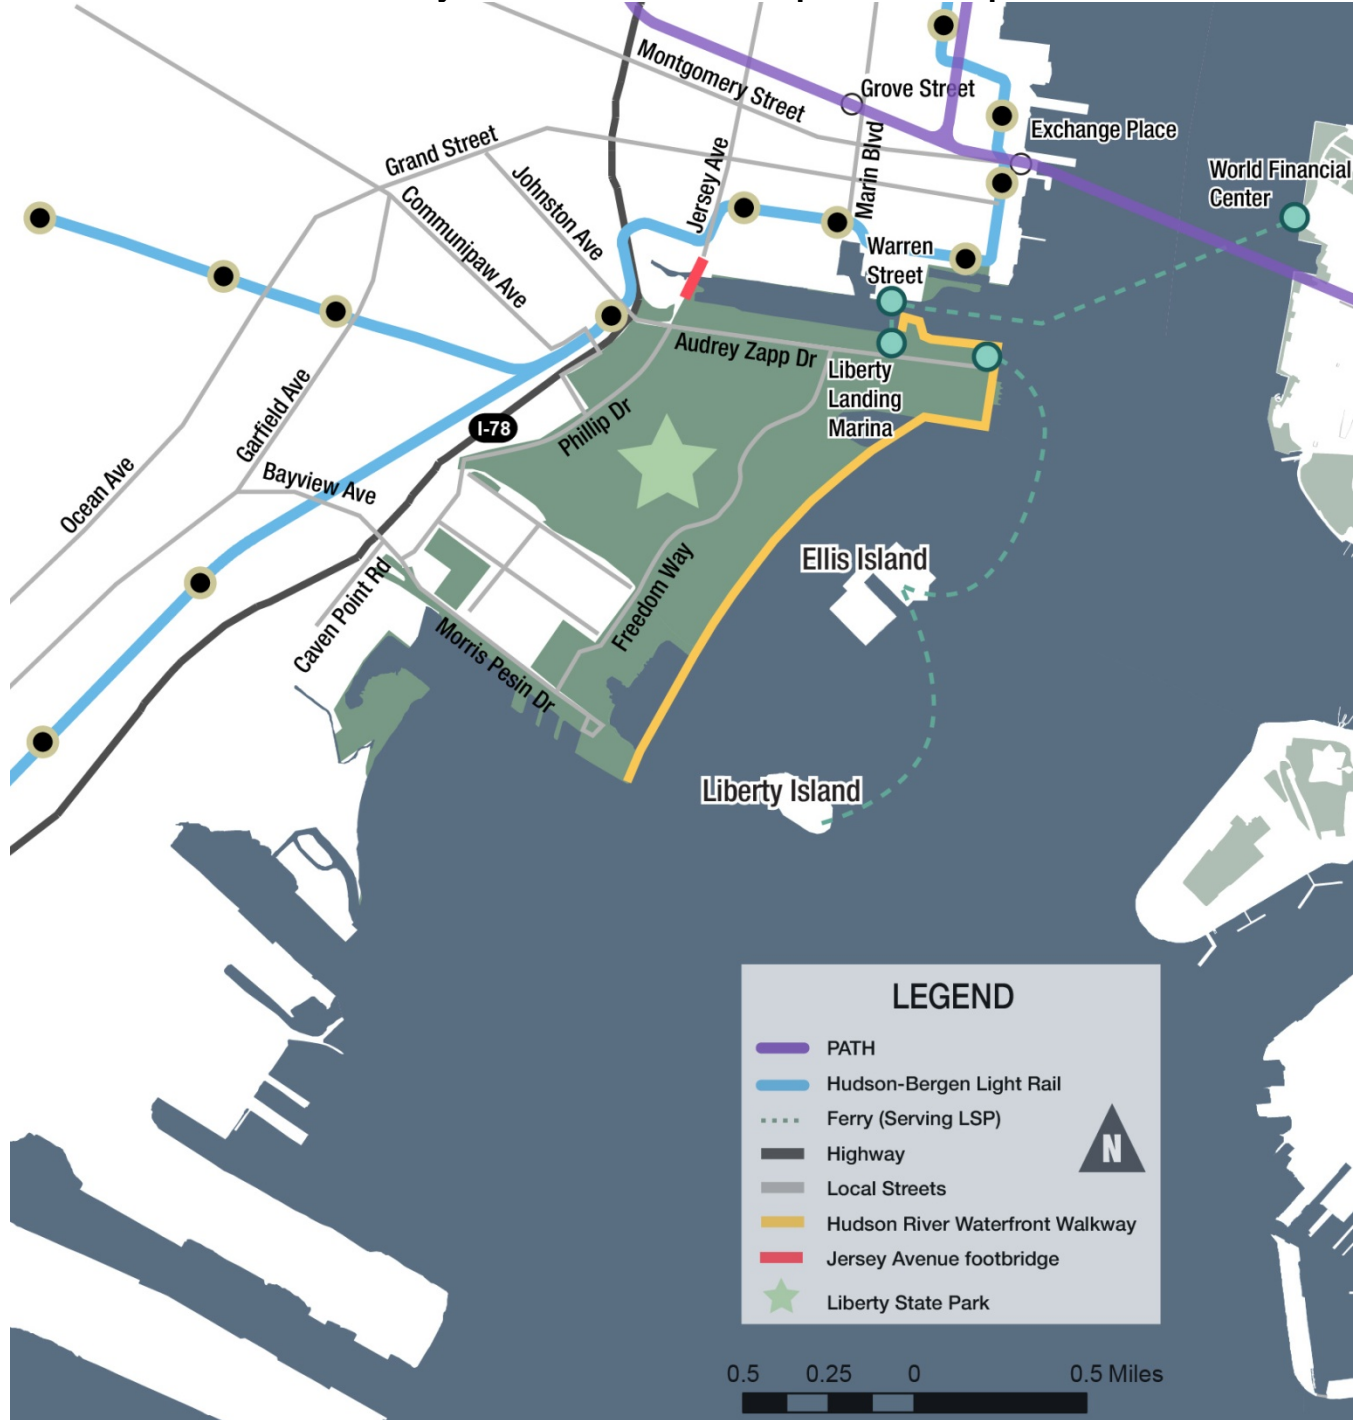 Montgomery Street
Grove Street
Exchange Place
World Financial
Center
Grand Street
Johnston Ave
Communipaw Ave
Jersey Ave
Marin Blvd
Warren
Street
Audrey Zapp Dr
Liberty
Landing
Marina
Phillip Dr
I-78
Garfield Ave
Ocean Ave
Bayview Ave
Caven Point Rd
Morris Pesin Dr
Freedom Way
Ellis Island
Liberty Island
LEGEND
PATH
Hudson-Bergen Light Rail
Ferry (Serving LSP)
Highway
Local Streets
Hudson River Waterfront Walkway
Jersey Avenue footbridge
Liberty State Park
N
0.5 0.25 0 0.5 Miles